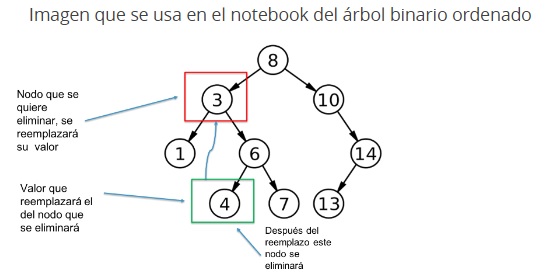 Imagen que se usa en el notebook del árbol binario ordenado
8
Nodo que se
quiere
eliminar, se
reemplazará
su valor
3
10
1
6
14
Valor que
reemplazará el
del nodo que
se eliminará
4
7
13
Después del
reemplazo este
nodo se
eliminará